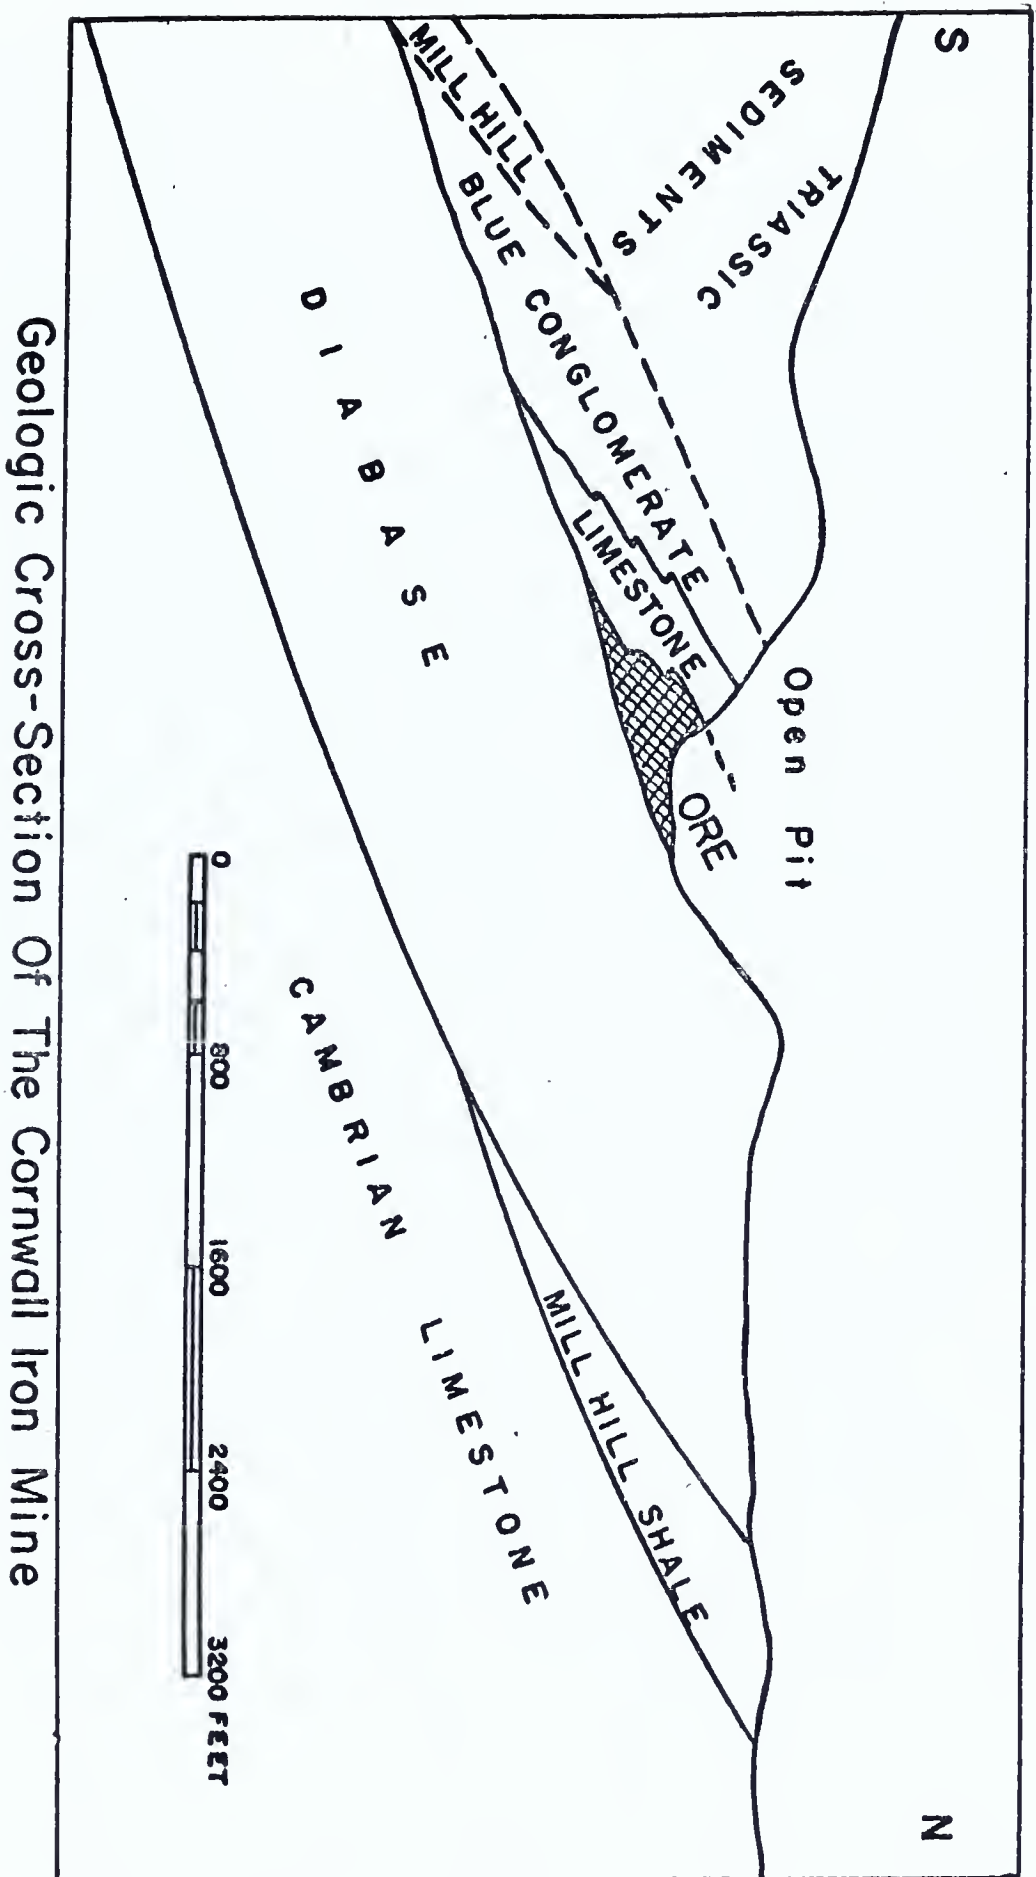 S
N
TRIASSIC
SEDIMENTS
Open Pit
MILL HILL
BLUE CONGLOMERATE
LIMESTONE
ORE
DIABASE
MILL HILL SHALE
CAMBRIAN LIMESTONE
0 800 1600 2400 3200 FEET
Geologic Cross-Section Of The Cornwall Iron Mine